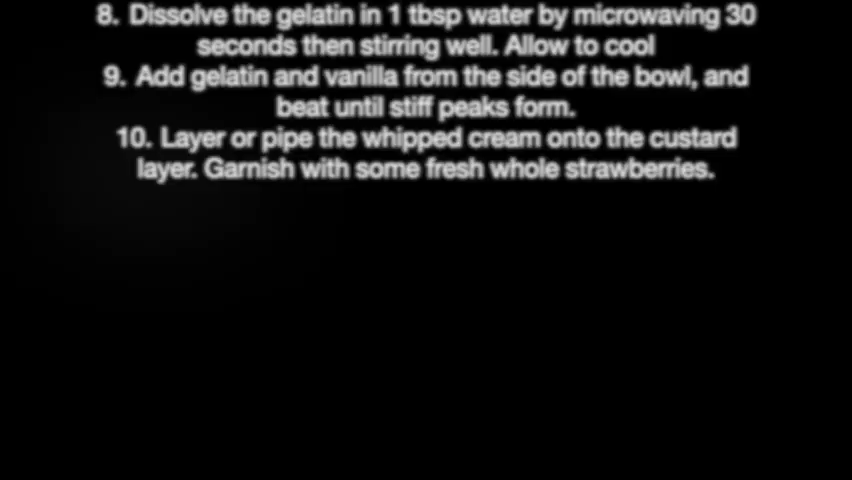 8. Dissolve the gelatin in 1 tbsp water by microwaving 30
seconds then stirring well. Allow to cool
9. Add gelatin and vanilla from the side of the bowl, and
beat until stiff peaks form.
10. Layer or pipe the whipped cream onto the custard
layer. Garnish with some fresh whole strawberries.